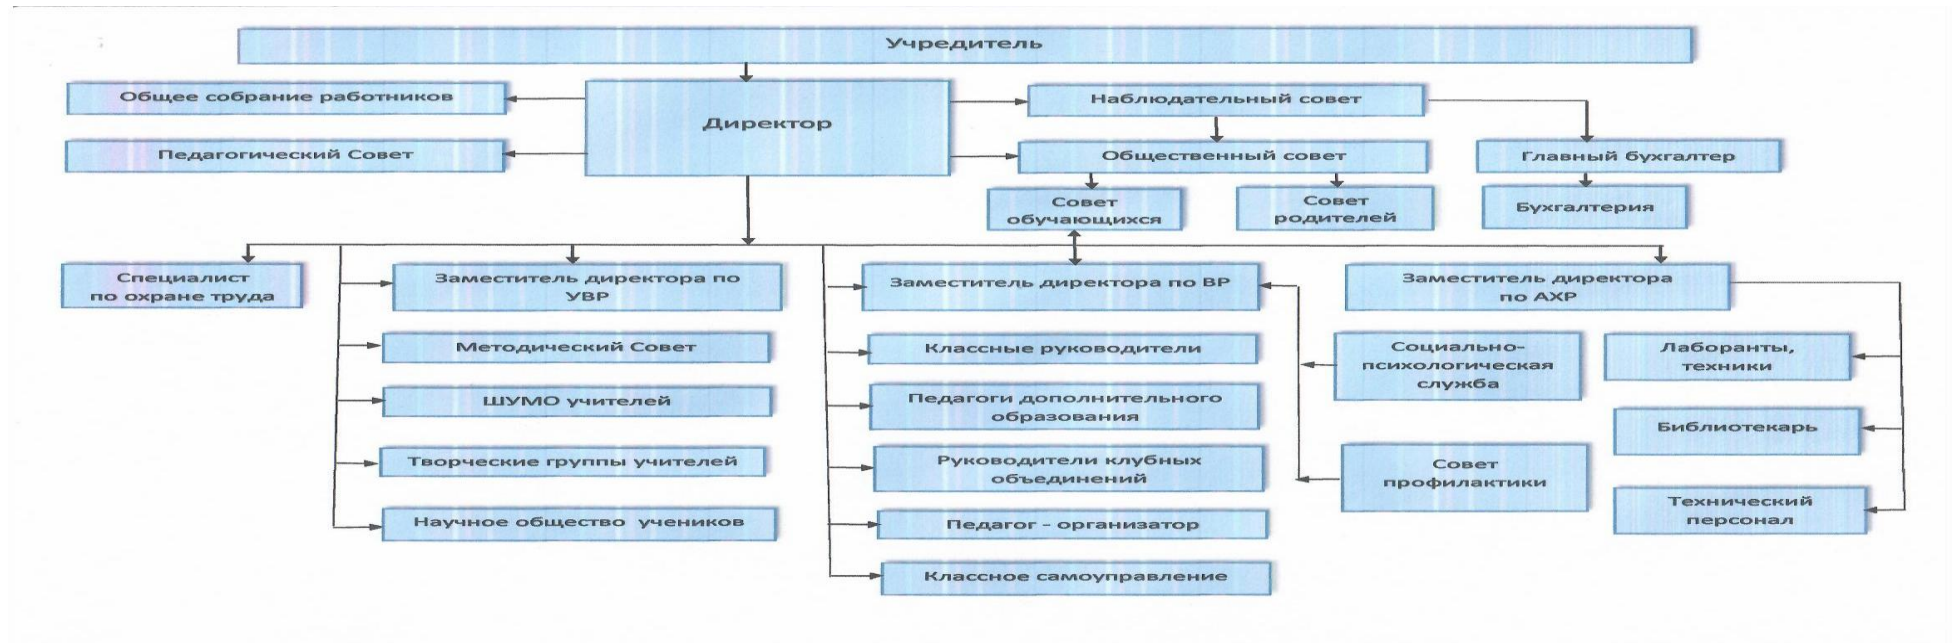 Учредитель
Общее собрание работников
Директор
Наблюдательный совет
Педагогический Совет
Общественный совет
Главный бухгалтер
Совет
обучающихся
Совет
родителей
Бухгалтерия
Специалист
по охране труда
Заместитель директора по
УВР
Заместитель директора по ВР
Заместитель директора
по АХР
Методический Совет
Классные руководители
Социально-
психологическая
служба
Лаборанты,
техники
ШУМО учителей
Педагоги дополнительного
образования
Библиотекарь
Творческие группы учителей
Руководители клубных
объединений
Совет
профилактики
Научное общество учеников
Педагог - организатор
Технический
персонал
Классное самоуправление